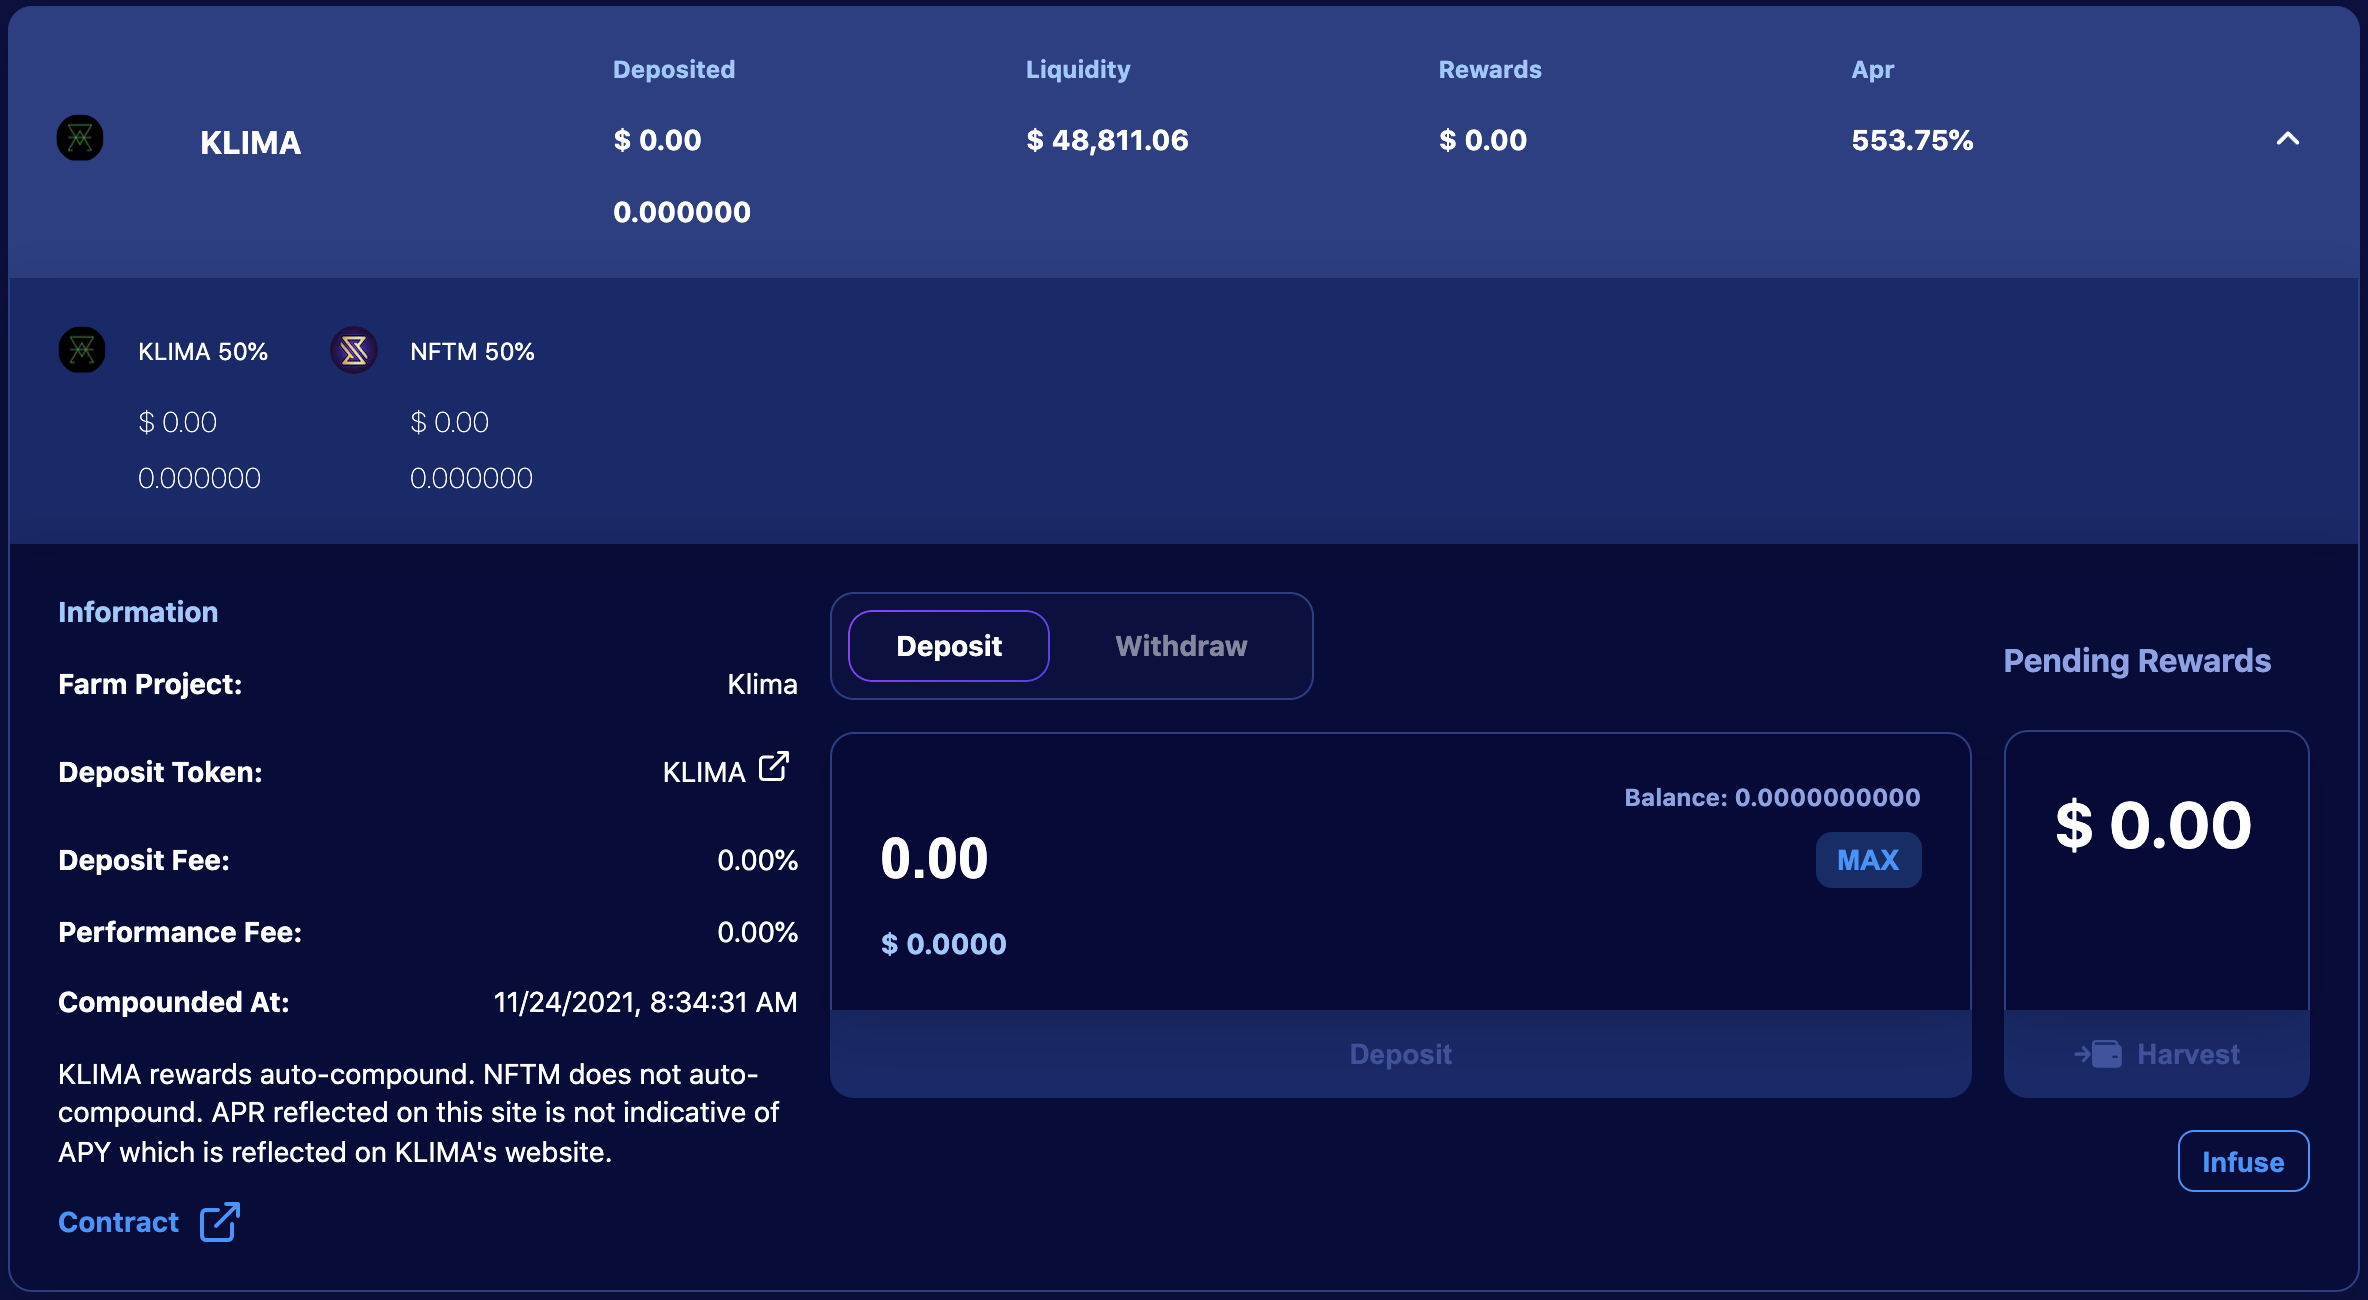 Deposited Liquidity Rewards Apr
KLIMA $ 0.00 $ 48,811.06 $ 0.00 553.75%
0.000000
KLIMA 50% NFTM 50%
$ 0.00 $ 0.00
0.000000 0.000000
Information
Farm Project: Klima
Deposit Token: KLIMA
Deposit Fee: 0.00%
Performance Fee: 0.00%
Compounded At: 11/24/2021, 8:34:31 AM
KLIMA rewards auto-compound. NFTM does not auto-
compound. APR reflected on this site is not indicative of
APY which is reflected on KLIMA's website.
Contract
Deposit Withdraw
Balance: 0.0000000000
0.00 MAX
$ 0.0000
Deposit
Pending Rewards
$ 0.00
Harvest
Infuse